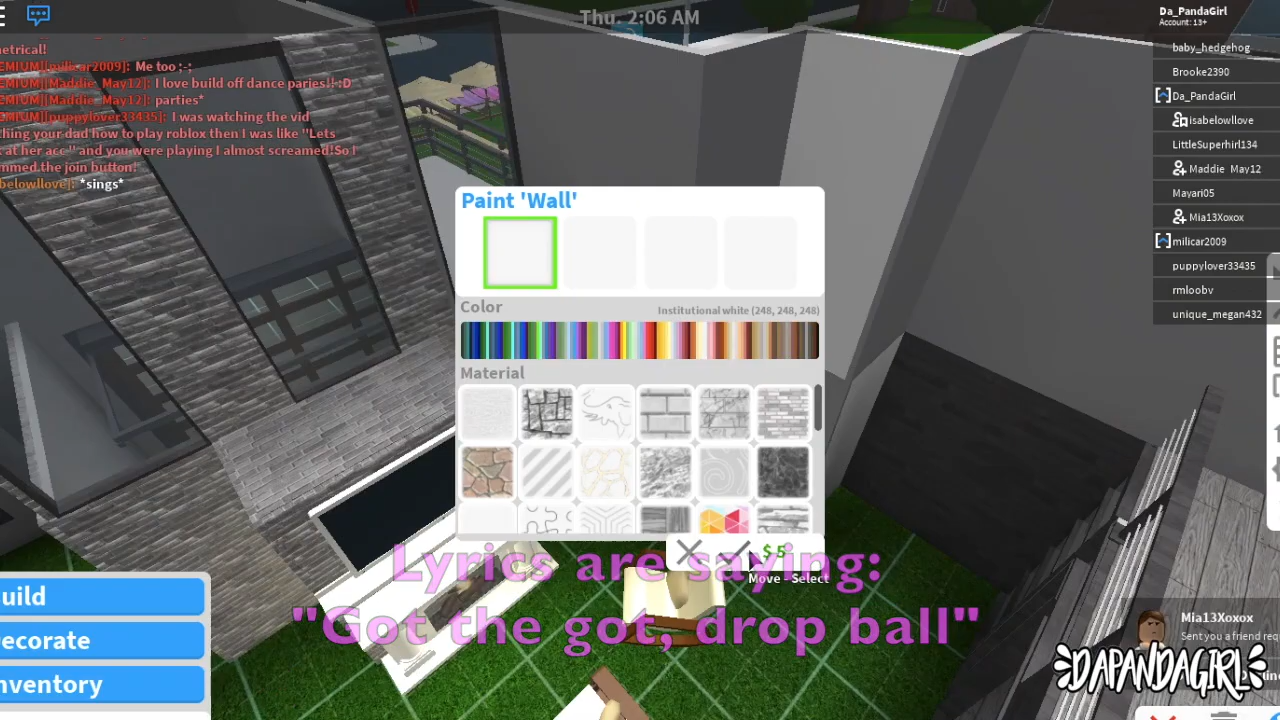 Thu. 2:06 AM
Da_PandaGirl
Account: 13+
etrical!
EMIUM][milicar2009]: Me too ;-;
EMIUM][Maddie_May12]: I love build off dance paries!! :D
EMIUM][Maddie_May12]: parties*
EMIUM][puppylover33435]: I was watching the vid
ching your dad how to play roblox then I was like "Lets
at her acc " and you were playing I almost screamed!So I
mmed the join button!
belowllove]: *sings*
baby_hedgehog
Brooke2390
Da_PandaGirl
isabelowllove
LittleSuperhirl134
Maddie_May12
Mayari05
Mia13Xoxox
milicar2009
puppylover33435
rmloobv
unique_megan432
Paint 'Wall'
Color
Institutional white (248, 248, 248)
Material
$ 5
Move - Select
Lyrics are saying:
"Got the got, drop ball"
uild
ecorate
nventory
Mia13Xoxox
Sent you a friend req
DAPANDAGIRL